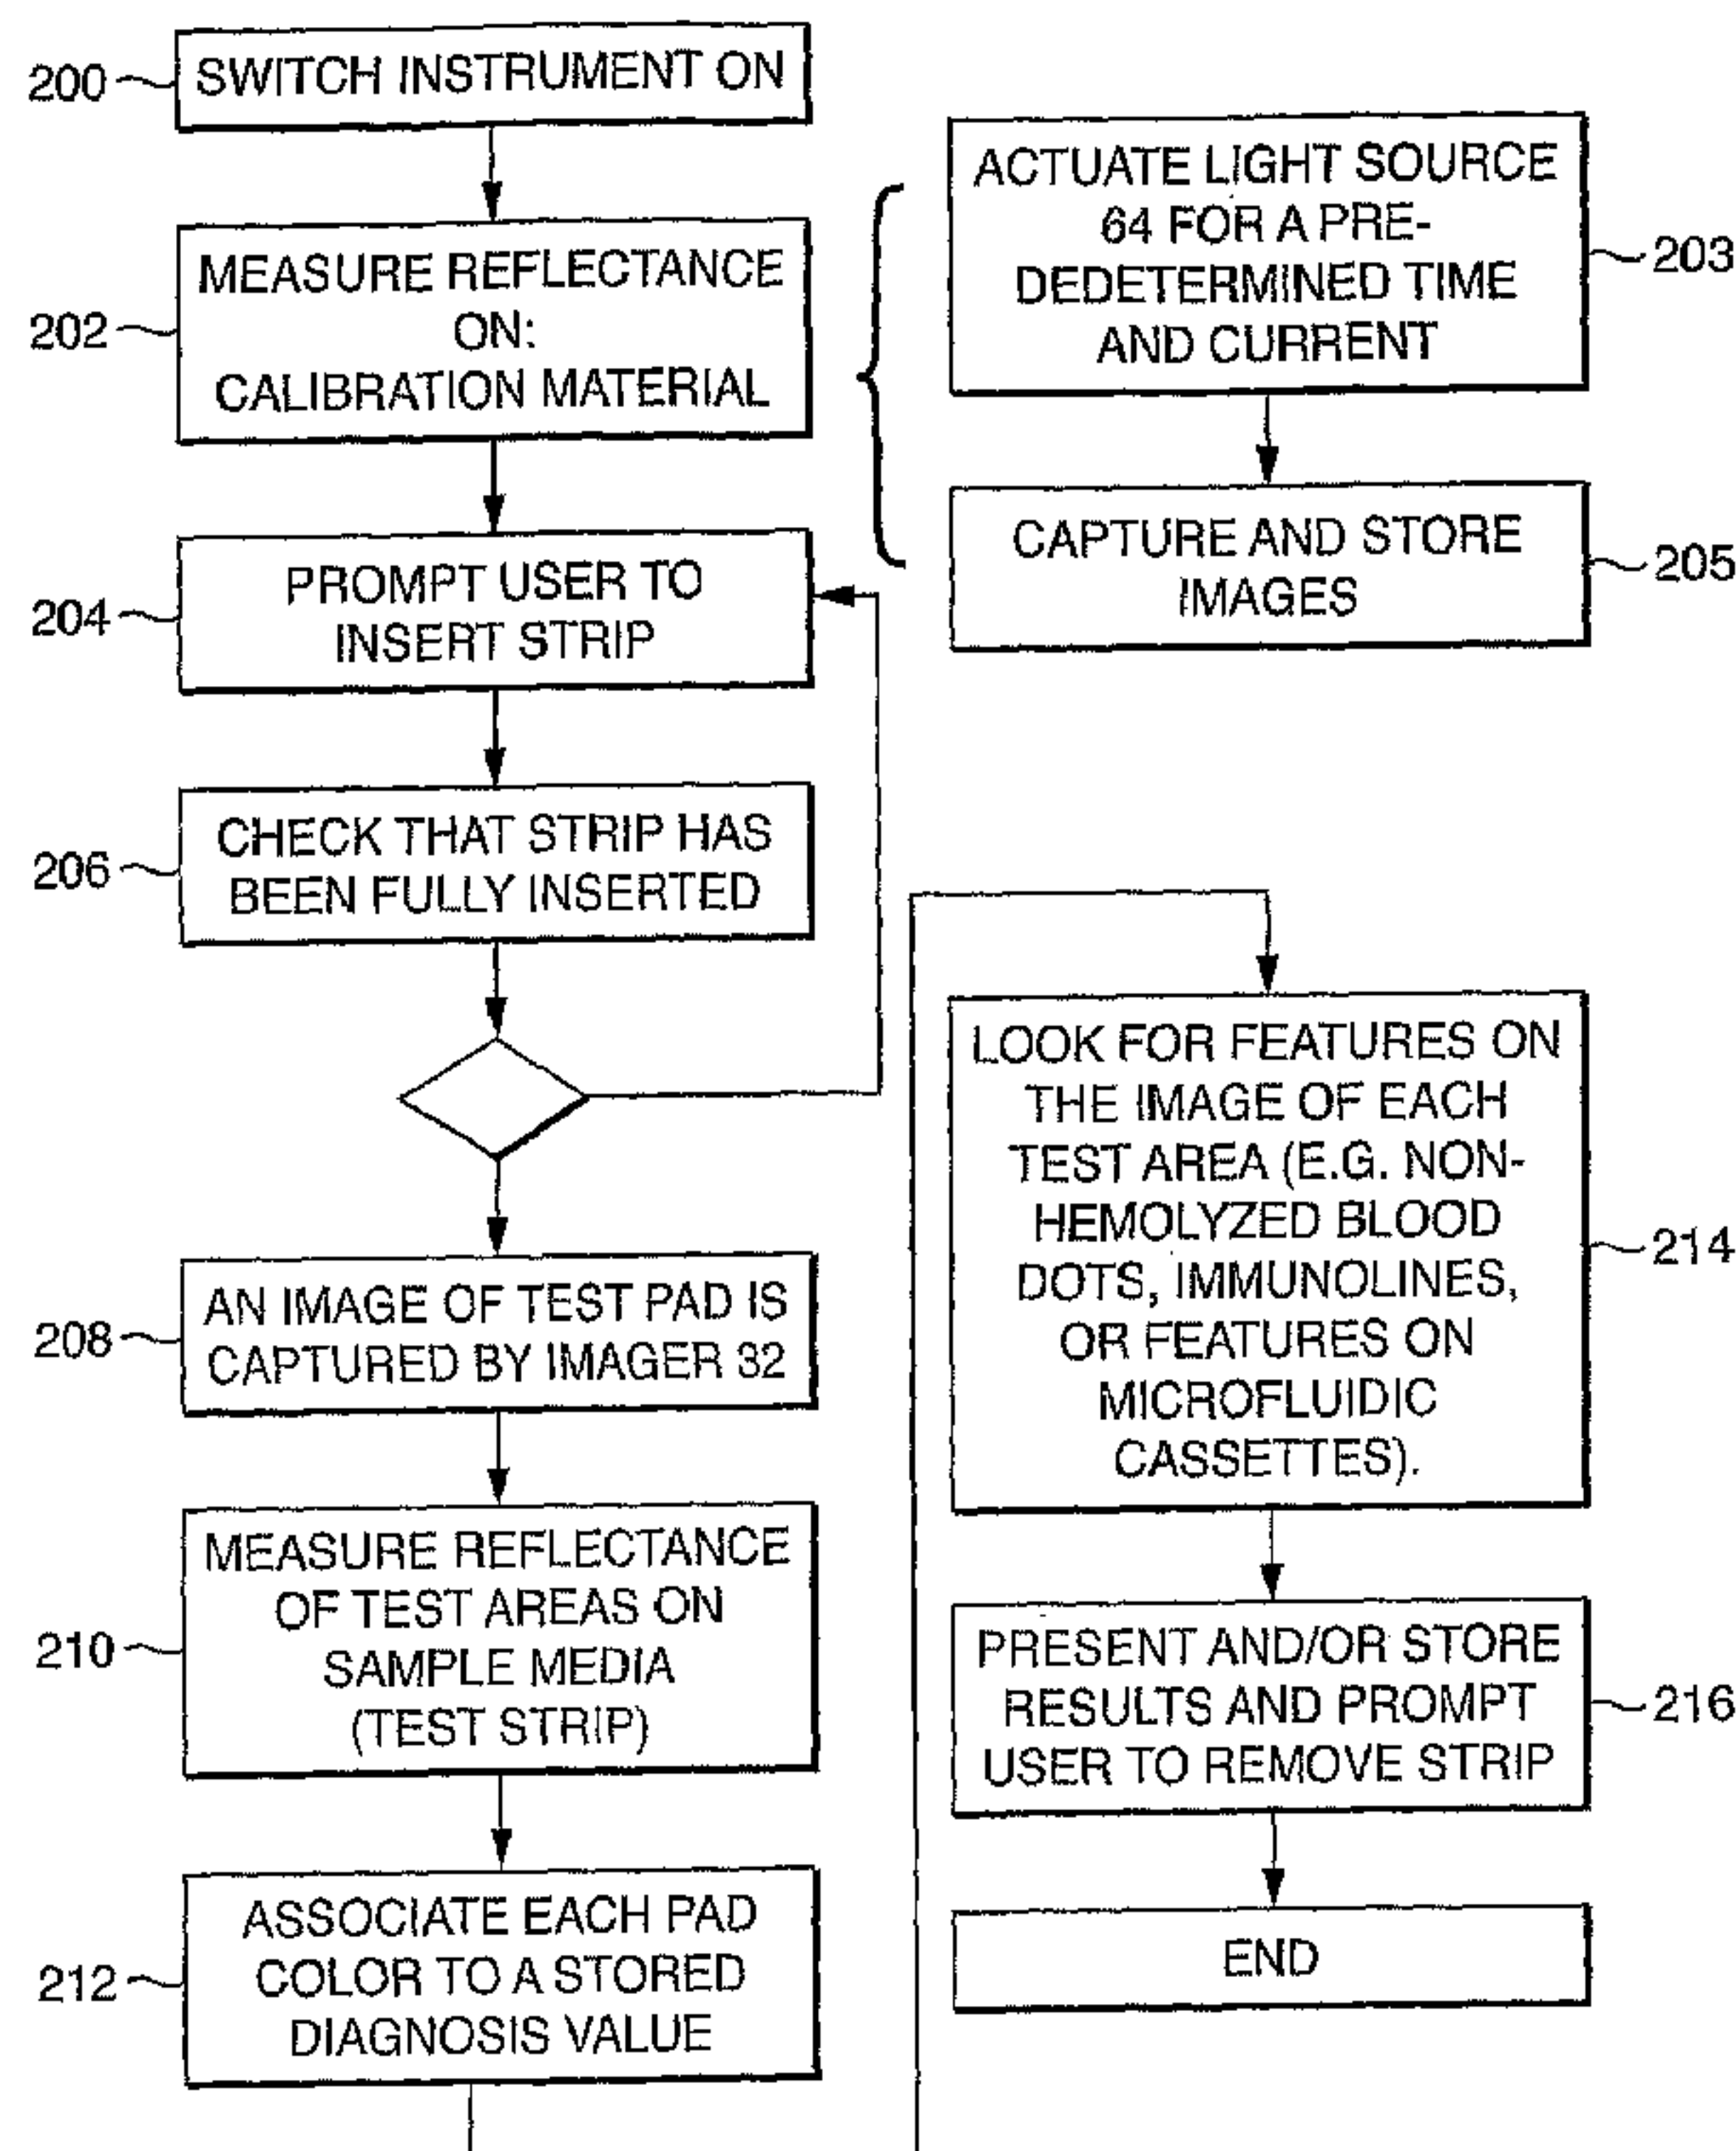 200
SWITCH INSTRUMENT ON
202
MEASURE REFLECTANCE
ON:
CALIBRATION MATERIAL
ACTUATE LIGHT SOURCE
64 FOR A PRE-
DEDETERMINED TIME
AND CURRENT
203
CAPTURE AND STORE
IMAGES
205
204
PROMPT USER TO
INSERT STRIP
206
CHECK THAT STRIP HAS
BEEN FULLY INSERTED
208
AN IMAGE OF TEST PAD IS
CAPTURED BY IMAGER 32
210
MEASURE REFLECTANCE
OF TEST AREAS ON
SAMPLE MEDIA
(TEST STRIP)
212
ASSOCIATE EACH PAD
COLOR TO A STORED
DIAGNOSIS VALUE
LOOK FOR FEATURES ON
THE IMAGE OF EACH
TEST AREA (E.G. NON-
HEMOLYZED BLOOD
DOTS, IMMUNOLINES,
OR FEATURES ON
MICROFLUIDIC
CASSETTES).
214
PRESENT AND/OR STORE
RESULTS AND PROMPT
USER TO REMOVE STRIP
216
END